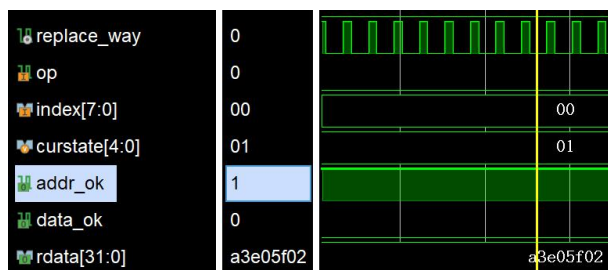 replace_way 0
op 0
index[7:0] 00 00
curstate[4:0] 01 01
addr_ok 1
data_ok 0
rdata[31:0] a3e05f02 a3e05f02